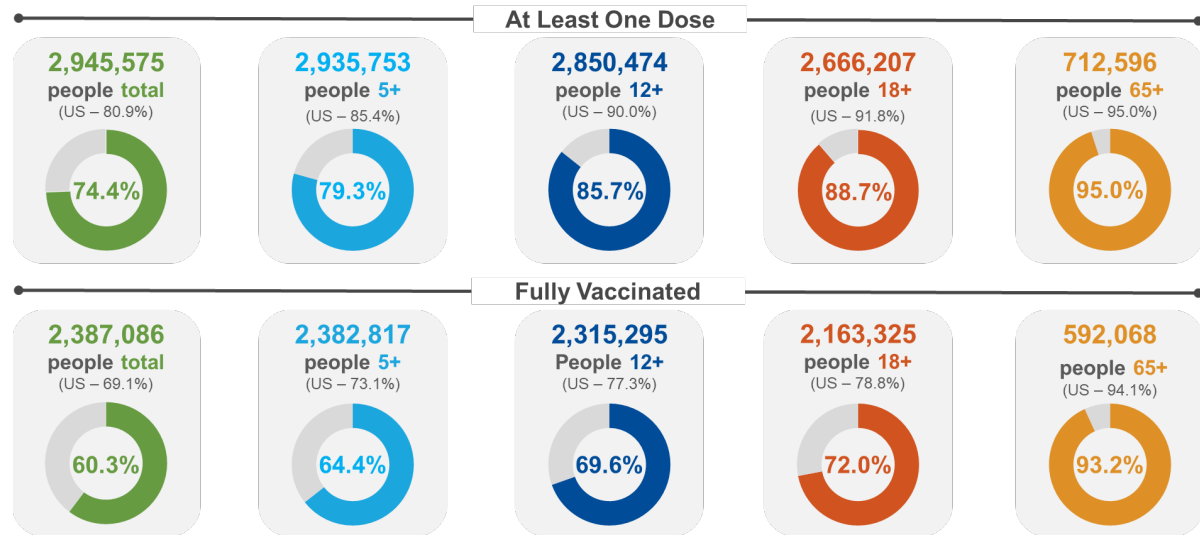 At Least One Dose
2,945,575
people total
(US – 80.9%)
74.4%
2,935,753
people 5+
(US – 85.4%)
79.3%
2,850,474
people 12+
(US – 90.0%)
85.7%
2,666,207
people 18+
(US – 91.8%)
88.7%
712,596
people 65+
(US – 95.0%)
95.0%
Fully Vaccinated
2,387,086
people total
(US – 69.1%)
60.3%
2,382,817
people 5+
(US – 73.1%)
64.4%
2,315,295
People 12+
(US – 77.3%)
69.6%
2,163,325
people 18+
(US – 78.8%)
72.0%
592,068
people 65+
(US – 94.1%)
93.2%